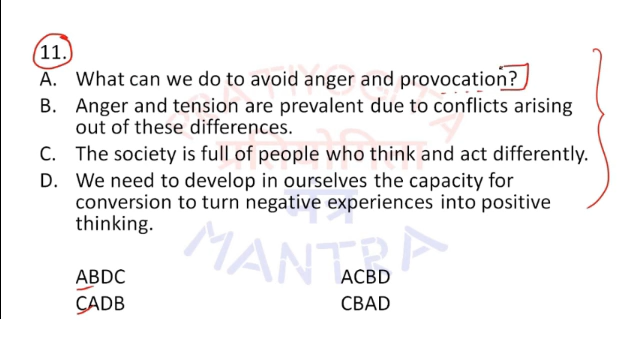 11.
A. What can we do to avoid anger and provocation?
B. Anger and tension are prevalent due to conflicts arising
out of these differences.
C. The society is full of people who think and act differently.
D. We need to develop in ourselves the capacity for
conversion to turn negative experiences into positive
thinking.
PRATIYOGITA
प्रतियोगिता
मंत्र
MANTRA
ABDC ACBD
CADB CBAD